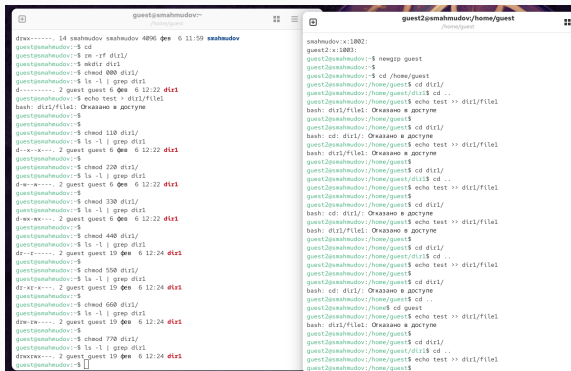 guest@smahmudov:~
/home/guest
drwx------. 14 smahmudov smahmudov 4096 фев  6 11:59 smahmudov
guest@smahmudov:~$ cd
guest@smahmudov:~$ rm -rf dir1/
guest@smahmudov:~$ mkdir dir1
guest@smahmudov:~$ chmod 000 dir1/
guest@smahmudov:~$ ls -l | grep dir1
d---------. 2 guest guest 6 фев  6 12:22 dir1
guest@smahmudov:~$ echo test > dir1/file1
bash: dir1/file1: Отказано в доступе
guest@smahmudov:~$
guest@smahmudov:~$
guest@smahmudov:~$ chmod 110 dir1/
guest@smahmudov:~$ ls -l | grep dir1
d--x--x---. 2 guest guest 6 фев  6 12:22 dir1
guest@smahmudov:~$
guest@smahmudov:~$ chmod 220 dir1/
guest@smahmudov:~$ ls -l | grep dir1
d-w--w----. 2 guest guest 6 фев  6 12:22 dir1
guest@smahmudov:~$
guest@smahmudov:~$ chmod 330 dir1/
guest@smahmudov:~$ ls -l | grep dir1
d-wx-wx---. 2 guest guest 6 фев  6 12:22 dir1
guest@smahmudov:~$
guest@smahmudov:~$ chmod 440 dir1/
guest@smahmudov:~$ ls -l | grep dir1
dr--r-----. 2 guest guest 19 фев  6 12:24 dir1
guest@smahmudov:~$
guest@smahmudov:~$ chmod 550 dir1/
guest@smahmudov:~$ ls -l | grep dir1
dr-xr-x---. 2 guest guest 19 фев  6 12:24 dir1
guest@smahmudov:~$
guest@smahmudov:~$ chmod 660 dir1/
guest@smahmudov:~$ ls -l | grep dir1
drw-rw----. 2 guest guest 19 фев  6 12:24 dir1
guest@smahmudov:~$
guest@smahmudov:~$ chmod 770 dir1/
guest@smahmudov:~$ ls -l | grep dir1
drwxrwx---. 2 guest guest 19 фев  6 12:24 dir1
guest@smahmudov:~$
guest2@smahmudov:/home/guest
/home/guest
smahmudov:x:1002:
guest2:x:1003:
guest2@smahmudov:~$ newgrp guest
guest2@smahmudov:~$
guest2@smahmudov:~$ cd /home/guest
guest2@smahmudov:/home/guest$ cd dir1/
guest2@smahmudov:/home/guest/dir1$ cd ..
guest2@smahmudov:/home/guest$ echo test >> dir1/file1
bash: dir1/file1: Отказано в доступе
guest2@smahmudov:/home/guest$
guest2@smahmudov:/home/guest$ cd dir1/
bash: cd: dir1/: Отказано в доступе
guest2@smahmudov:/home/guest$ echo test >> dir1/file1
bash: dir1/file1: Отказано в доступе
guest2@smahmudov:/home/guest$
guest2@smahmudov:/home/guest$ cd dir1/
guest2@smahmudov:/home/guest/dir1$ cd ..
guest2@smahmudov:/home/guest$ echo test >> dir1/file1
guest2@smahmudov:/home/guest$
guest2@smahmudov:/home/guest$ cd dir1/
bash: cd: dir1/: Отказано в доступе
guest2@smahmudov:/home/guest$ echo test >> dir1/file1
bash: dir1/file1: Отказано в доступе
guest2@smahmudov:/home/guest$
guest2@smahmudov:/home/guest$ cd dir1/
guest2@smahmudov:/home/guest/dir1$ cd ..
guest2@smahmudov:/home/guest$ echo test >> dir1/file1
guest2@smahmudov:/home/guest$
guest2@smahmudov:/home/guest$ cd dir1/
bash: cd: dir1/: Отказано в доступе
guest2@smahmudov:/home/guest$ cd ..
guest2@smahmudov:/home$ cd guest
guest2@smahmudov:/home/guest$ echo test >> dir1/file1
bash: dir1/file1: Отказано в доступе
guest2@smahmudov:/home/guest$
guest2@smahmudov:/home/guest$ cd dir1/
guest2@smahmudov:/home/guest/dir1$ cd ..
guest2@smahmudov:/home/guest$ echo test >> dir1/file1
guest2@smahmudov:/home/guest$